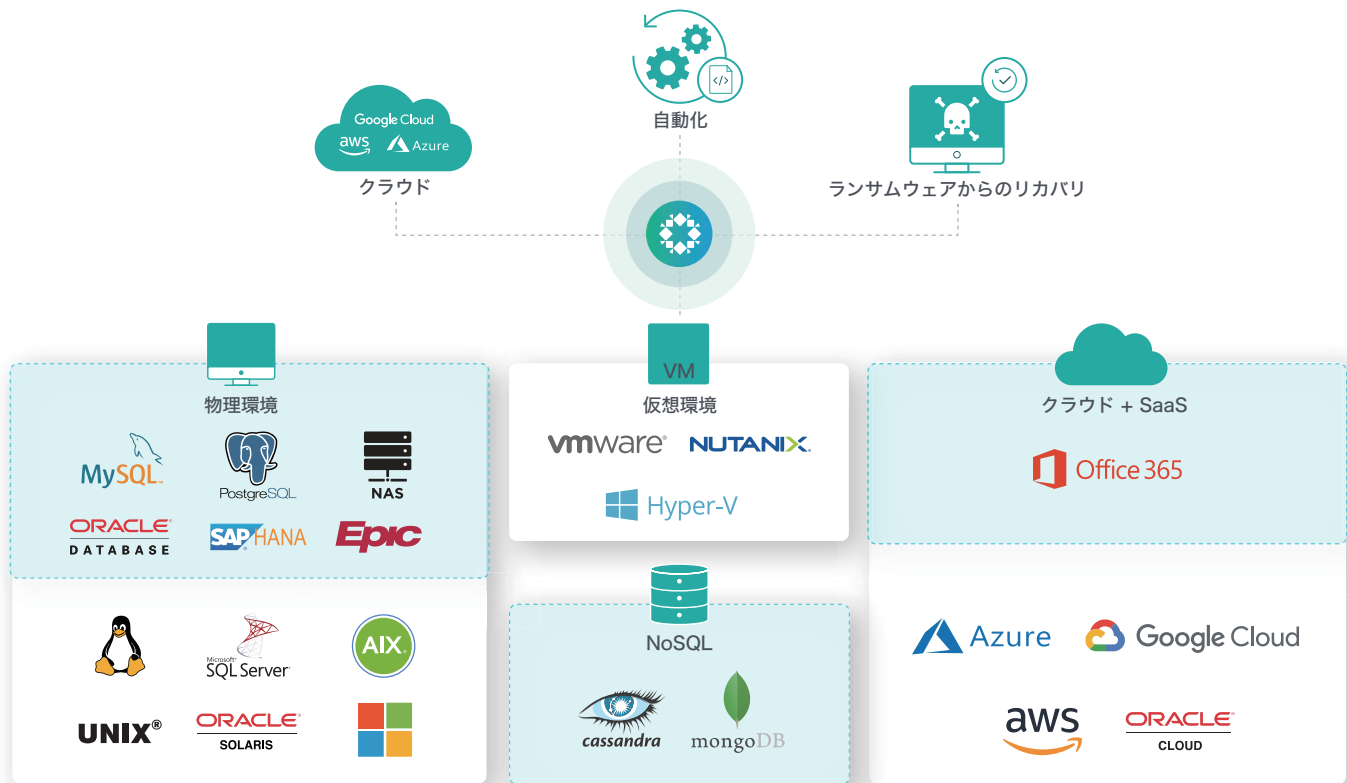 </>
自動化
Google Cloud
aws Azure
クラウド
ランサムウェアからのリカバリ
物理環境
MySQL™
PostgreSQL
NAS
ORACLE®
DATABASE
SAP® HANA
Epic
Microsoft®
SQL Server®
AIX®
UNIX®
ORACLE®
SOLARIS
VM
仮想環境
vmware® NUTANIX®
Hyper-V
NoSQL
cassandra
mongoDB
クラウド + SaaS
Office 365
Azure
Google Cloud
aws
ORACLE®
CLOUD